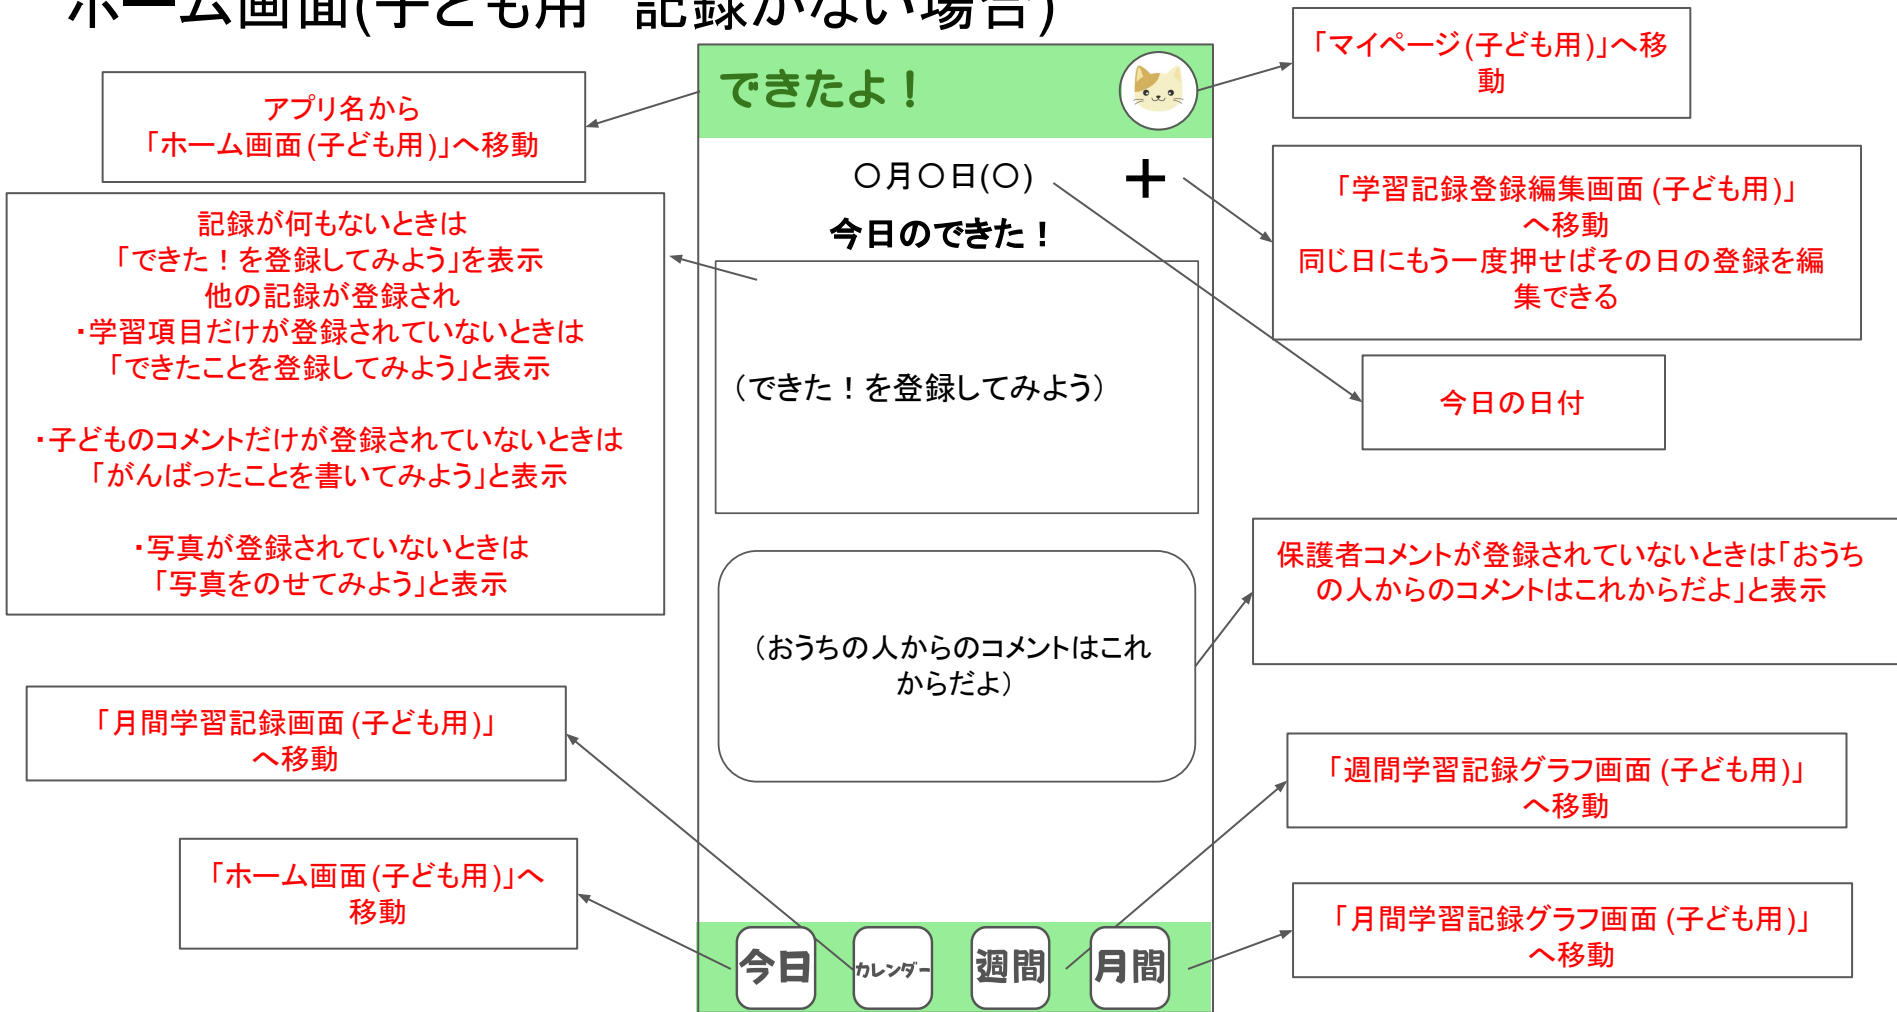 ホーム画面(子ども用 記録がない場合)
できたよ！
「マイページ(子ども用)」へ移
動
アプリ名から
「ホーム画面(子ども用)」へ移動
〇月〇日(〇)
＋
「学習記録登録編集画面(子ども用)」
へ移動
同じ日にもう一度押せばその日の登録を編
集できる
今日のできた！
記録が何もないときは
「できた！を登録してみよう」を表示
他の記録が登録され
・学習項目だけが登録されていないときは
「できたことを登録してみよう」と表示
・子どものコメントだけが登録されていないときは
「がんばったことを書いてみよう」と表示
・写真が登録されていないときは
「写真をのせてみよう」と表示
(できた！を登録してみよう)
今日の日付
保護者コメントが登録されていないときは「おうち
の人からのコメントはこれからだよ」と表示
(おうちの人からのコメントはこれ
からだよ)
「月間学習記録画面(子ども用)」
へ移動
「週間学習記録グラフ画面(子ども用)」
へ移動
「ホーム画面(子ども用)」へ
移動
「月間学習記録グラフ画面(子ども用)」
へ移動
今日
カレンダー
週間
月間